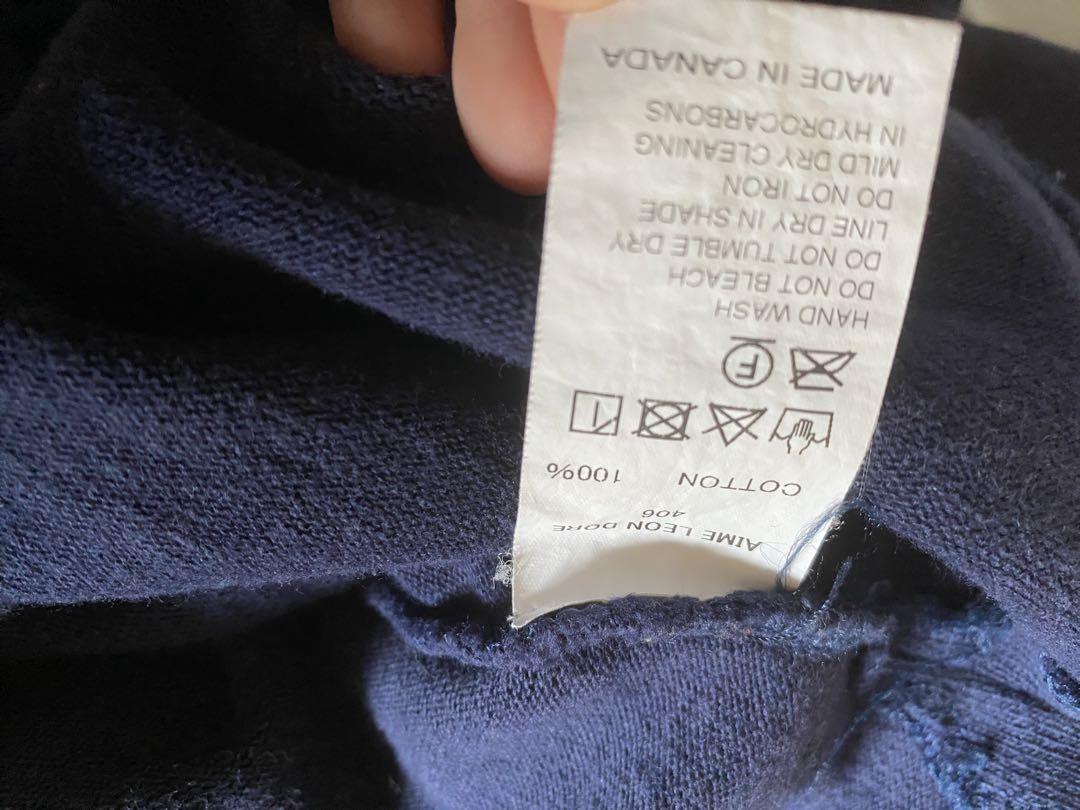 AIME LEON DORE
406
COTTON 100%
F
HAND WASH
DO NOT BLEACH
DO NOT TUMBLE DRY
LINE DRY IN SHADE
DO NOT IRON
MILD DRY CLEANING
IN HYDROCARBONS
MADE IN CANADA